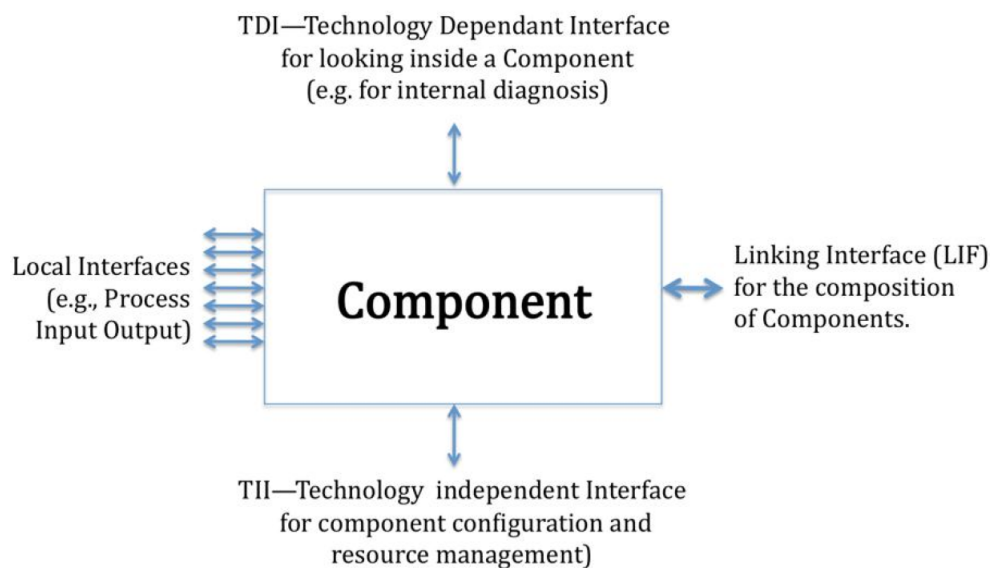 TDI—Technology Dependant Interface
for looking inside a Component
(e.g. for internal diagnosis)
Local Interfaces
(e.g., Process
Input Output)
Component
Linking Interface (LIF)
for the composition
of Components.
TII—Technology independent Interface
for component configuration and
resource management)